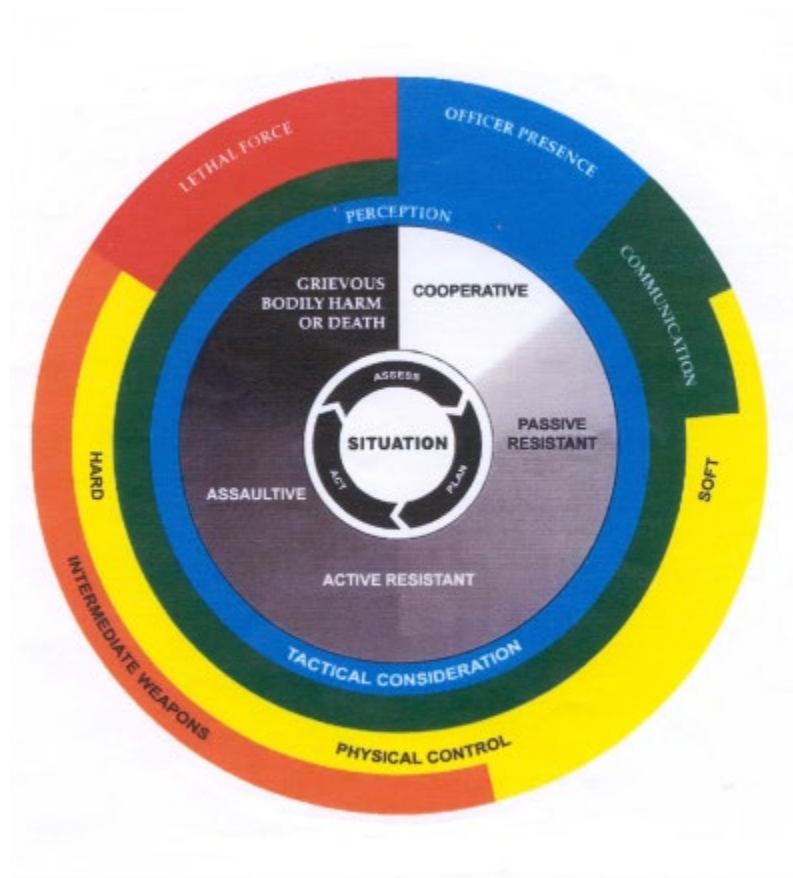 LETHAL FORCE
OFFICER PRESENCE
COMMUNICATION
PERCEPTION
GRIEVOUS
BODILY HARM
OR DEATH
COOPERATIVE
ASSESS
SITUATION
ACT
PLAN
PASSIVE
RESISTANT
SOFT
HARD
ASSAULTIVE
ACTIVE RESISTANT
TACTICAL CONSIDERATION
INTERMEDIATE WEAPONS
PHYSICAL CONTROL